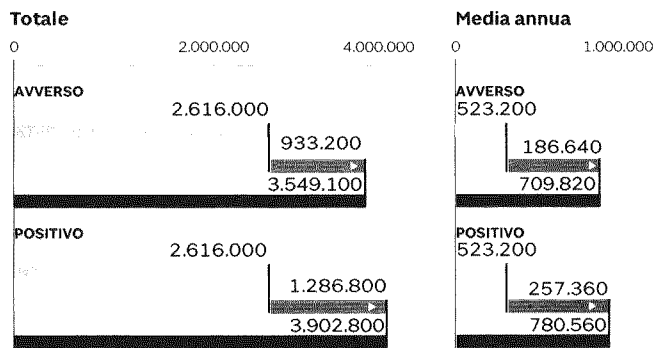 Totale
0 2.000.000 4.000.000
AVVERSO
2.616.000
933.200
3.549.100
POSITIVO
2.616.000
1.286.800
3.902.800
Media annua
0 1.000.000
AVVERSO
523.200
186.640
709.820
POSITIVO
523.200
257.360
780.560